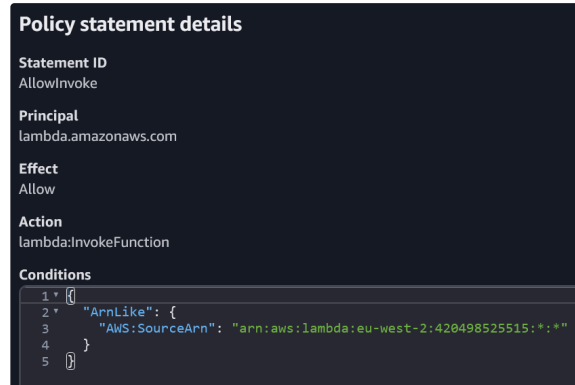 Policy statement details
Statement ID
AllowInvoke
Principal
lambda.amazonaws.com
Effect
Allow
Action
lambda:InvokeFunction
Conditions
1 {
2 "ArnLike": {
3 "AWS:SourceArn": "arn:aws:lambda:eu-west-2:420498525515:*:*"
4 }
5 }